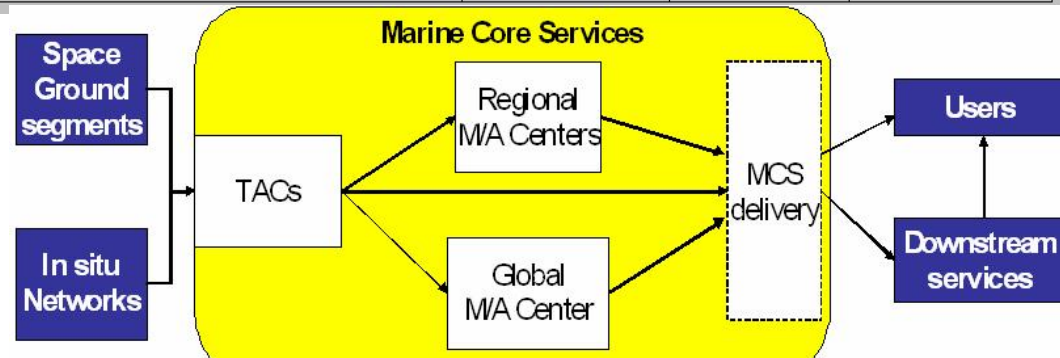 Marine Core Services
Space
Ground
segments
In situ
Networks
TACs
Regional
M/A Centers
Global
M/A Center
MCS
delivery
Users
Downstream
services